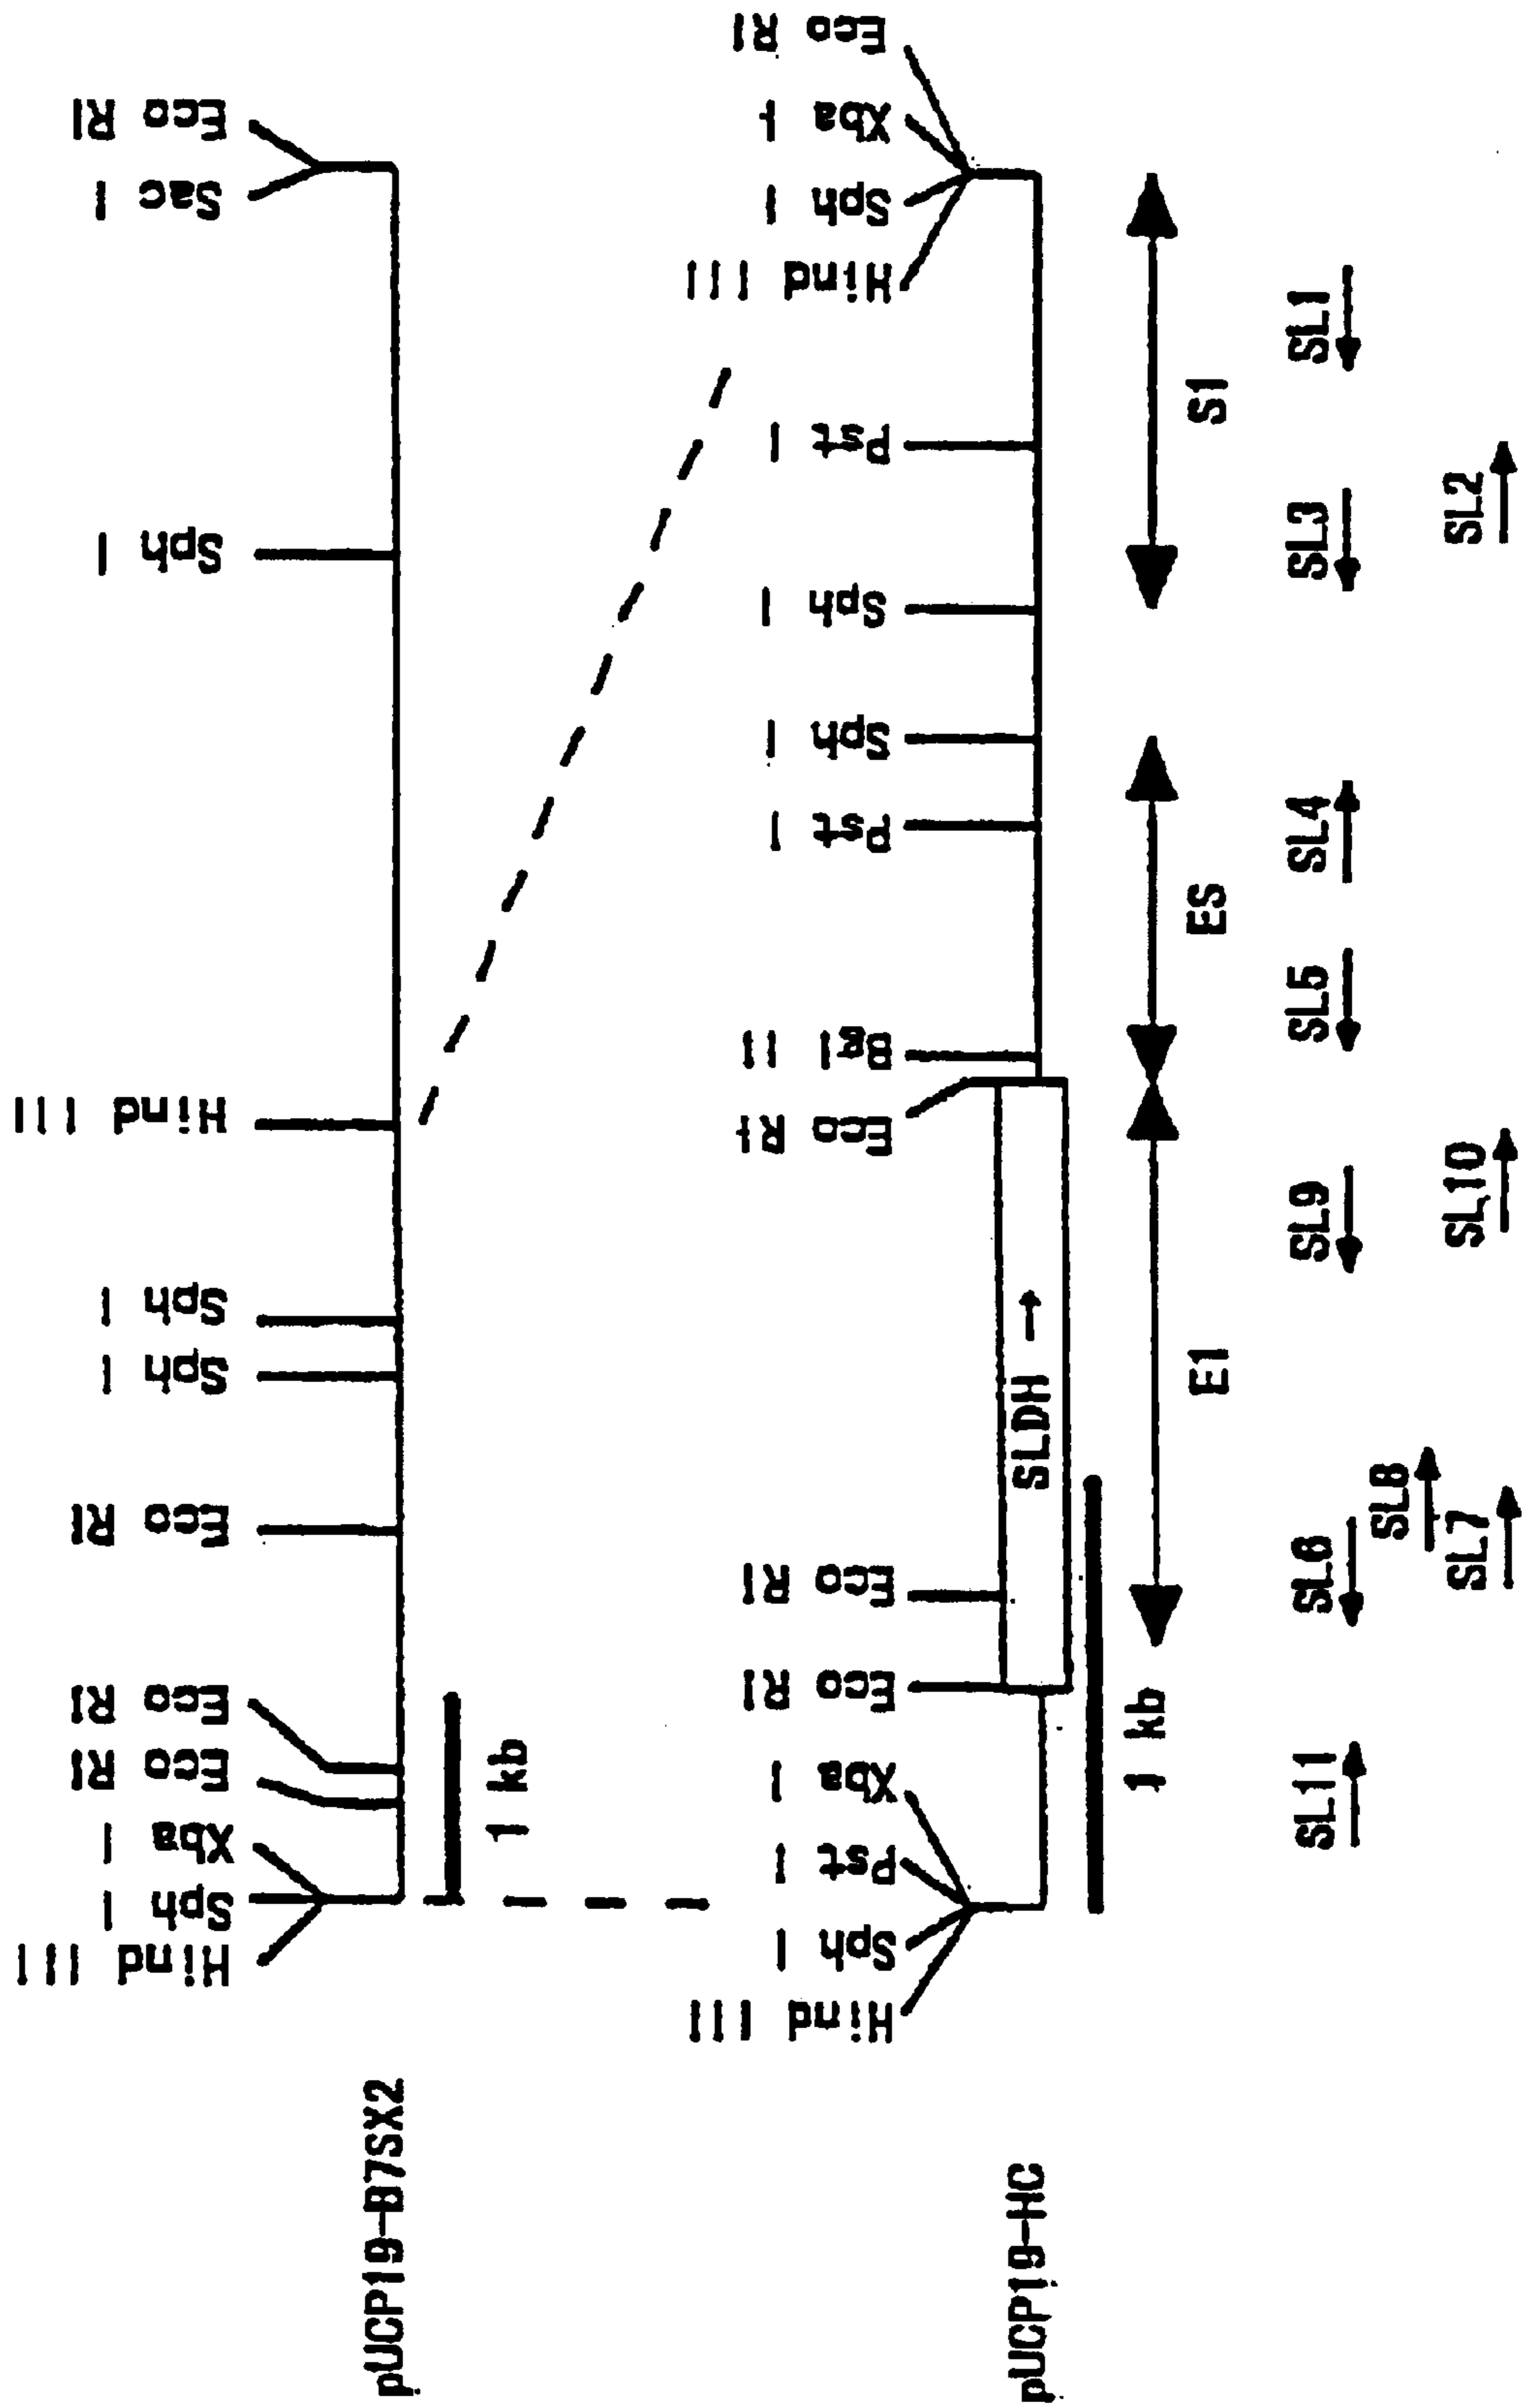 pUCP19-B7SX2
Hind III
Sph I
Xba I
Eco RI
Eco RI
Eco RI
Sph I
Sph I
Hind III
Sph I
Sac I
Eco RI
1 kb
pUCP19-HC
Hind III
Sph I
Pst I
Xba I
Eco RI
Eco RI
Eco RI
Bgl II
Pst I
Sph I
Sph I
Pst I
Hind III
Sph I
Xba I
Eco RI
SLDH →
1 kb
E1
ES
S1
SL11
SL6
SL9
SL5
SL4
SL3
SL1
SL8
SL7
SL10
SL2